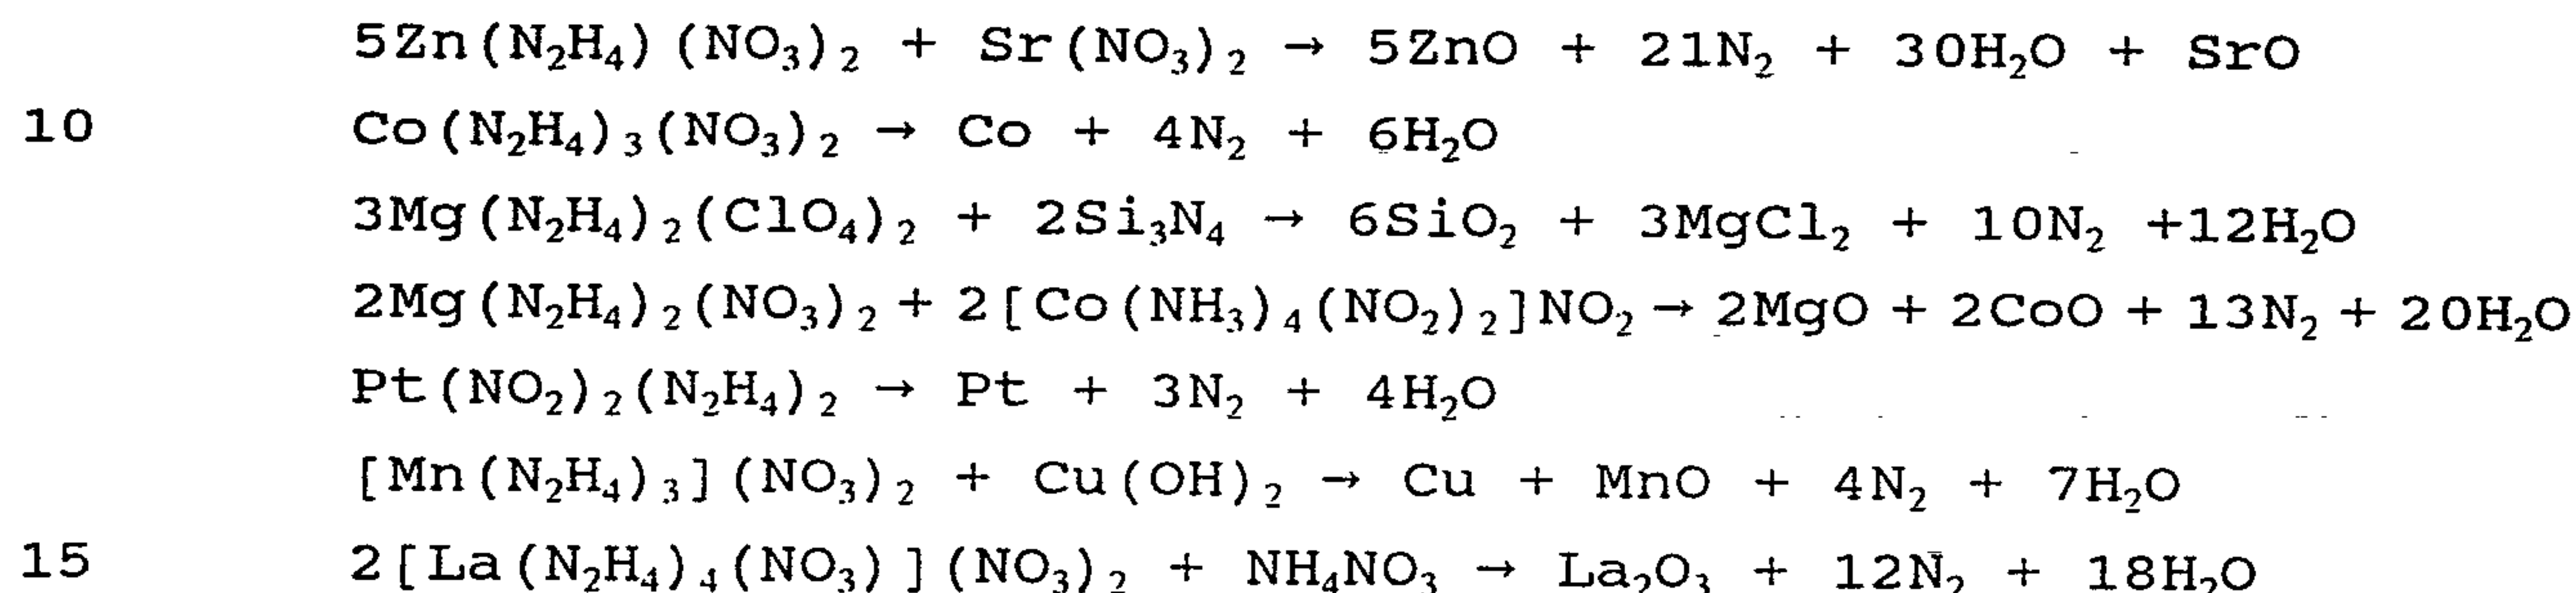 5Zn(N₂H₄)(NO₃)₂ + Sr(NO₃)₂ → 5ZnO + 21N₂ + 30H₂O + SrO
10 Co(N₂H₄)₃(NO₃)₂ → Co + 4N₂ + 6H₂O
3Mg(N₂H₄)₂(ClO₄)₂ + 2Si₃N₄ → 6SiO₂ + 3MgCl₂ + 10N₂ +12H₂O
2Mg(N₂H₄)₂(NO₃)₂ + 2[Co(NH₃)₄(NO₂)₂]NO₂ → 2MgO + 2CoO + 13N₂ + 20H₂O
Pt(NO₂)₂(N₂H₄)₂ → Pt + 3N₂ + 4H₂O
[Mn(N₂H₄)₃](NO₃)₂ + Cu(OH)₂ → Cu + MnO + 4N₂ + 7H₂O
15 2[La(N₂H₄)₄(NO₃)](NO₃)₂ + NH₄NO₃ → La₂O₃ + 12N₂ + 18H₂O